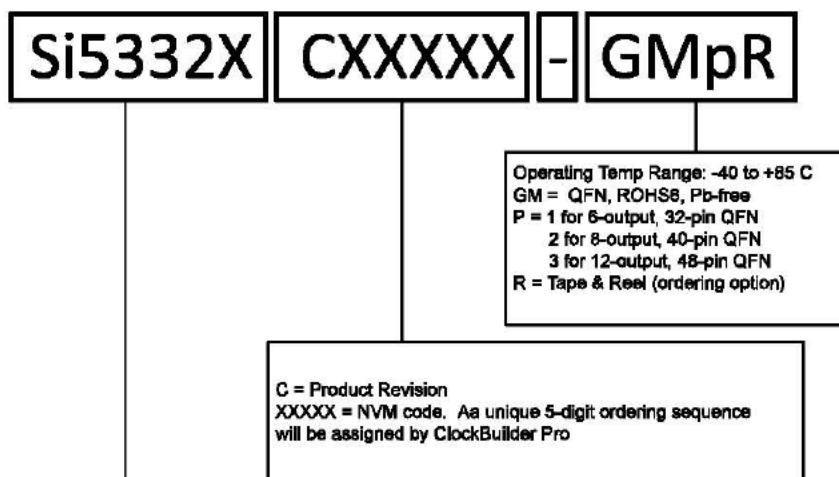 Si5332X CXXXXX - GMpR
Operating Temp Range: -40 to +85 C
GM = QFN, ROHS6, Pb-free
P = 1 for 6-output, 32-pin QFN
2 for 8-output, 40-pin QFN
3 for 12-output, 48-pin QFN
R = Tape & Reel (ordering option)
C = Product Revision
XXXXX = NVM code. Aa unique 5-digit ordering sequence
will be assigned by ClockBuilder Pro